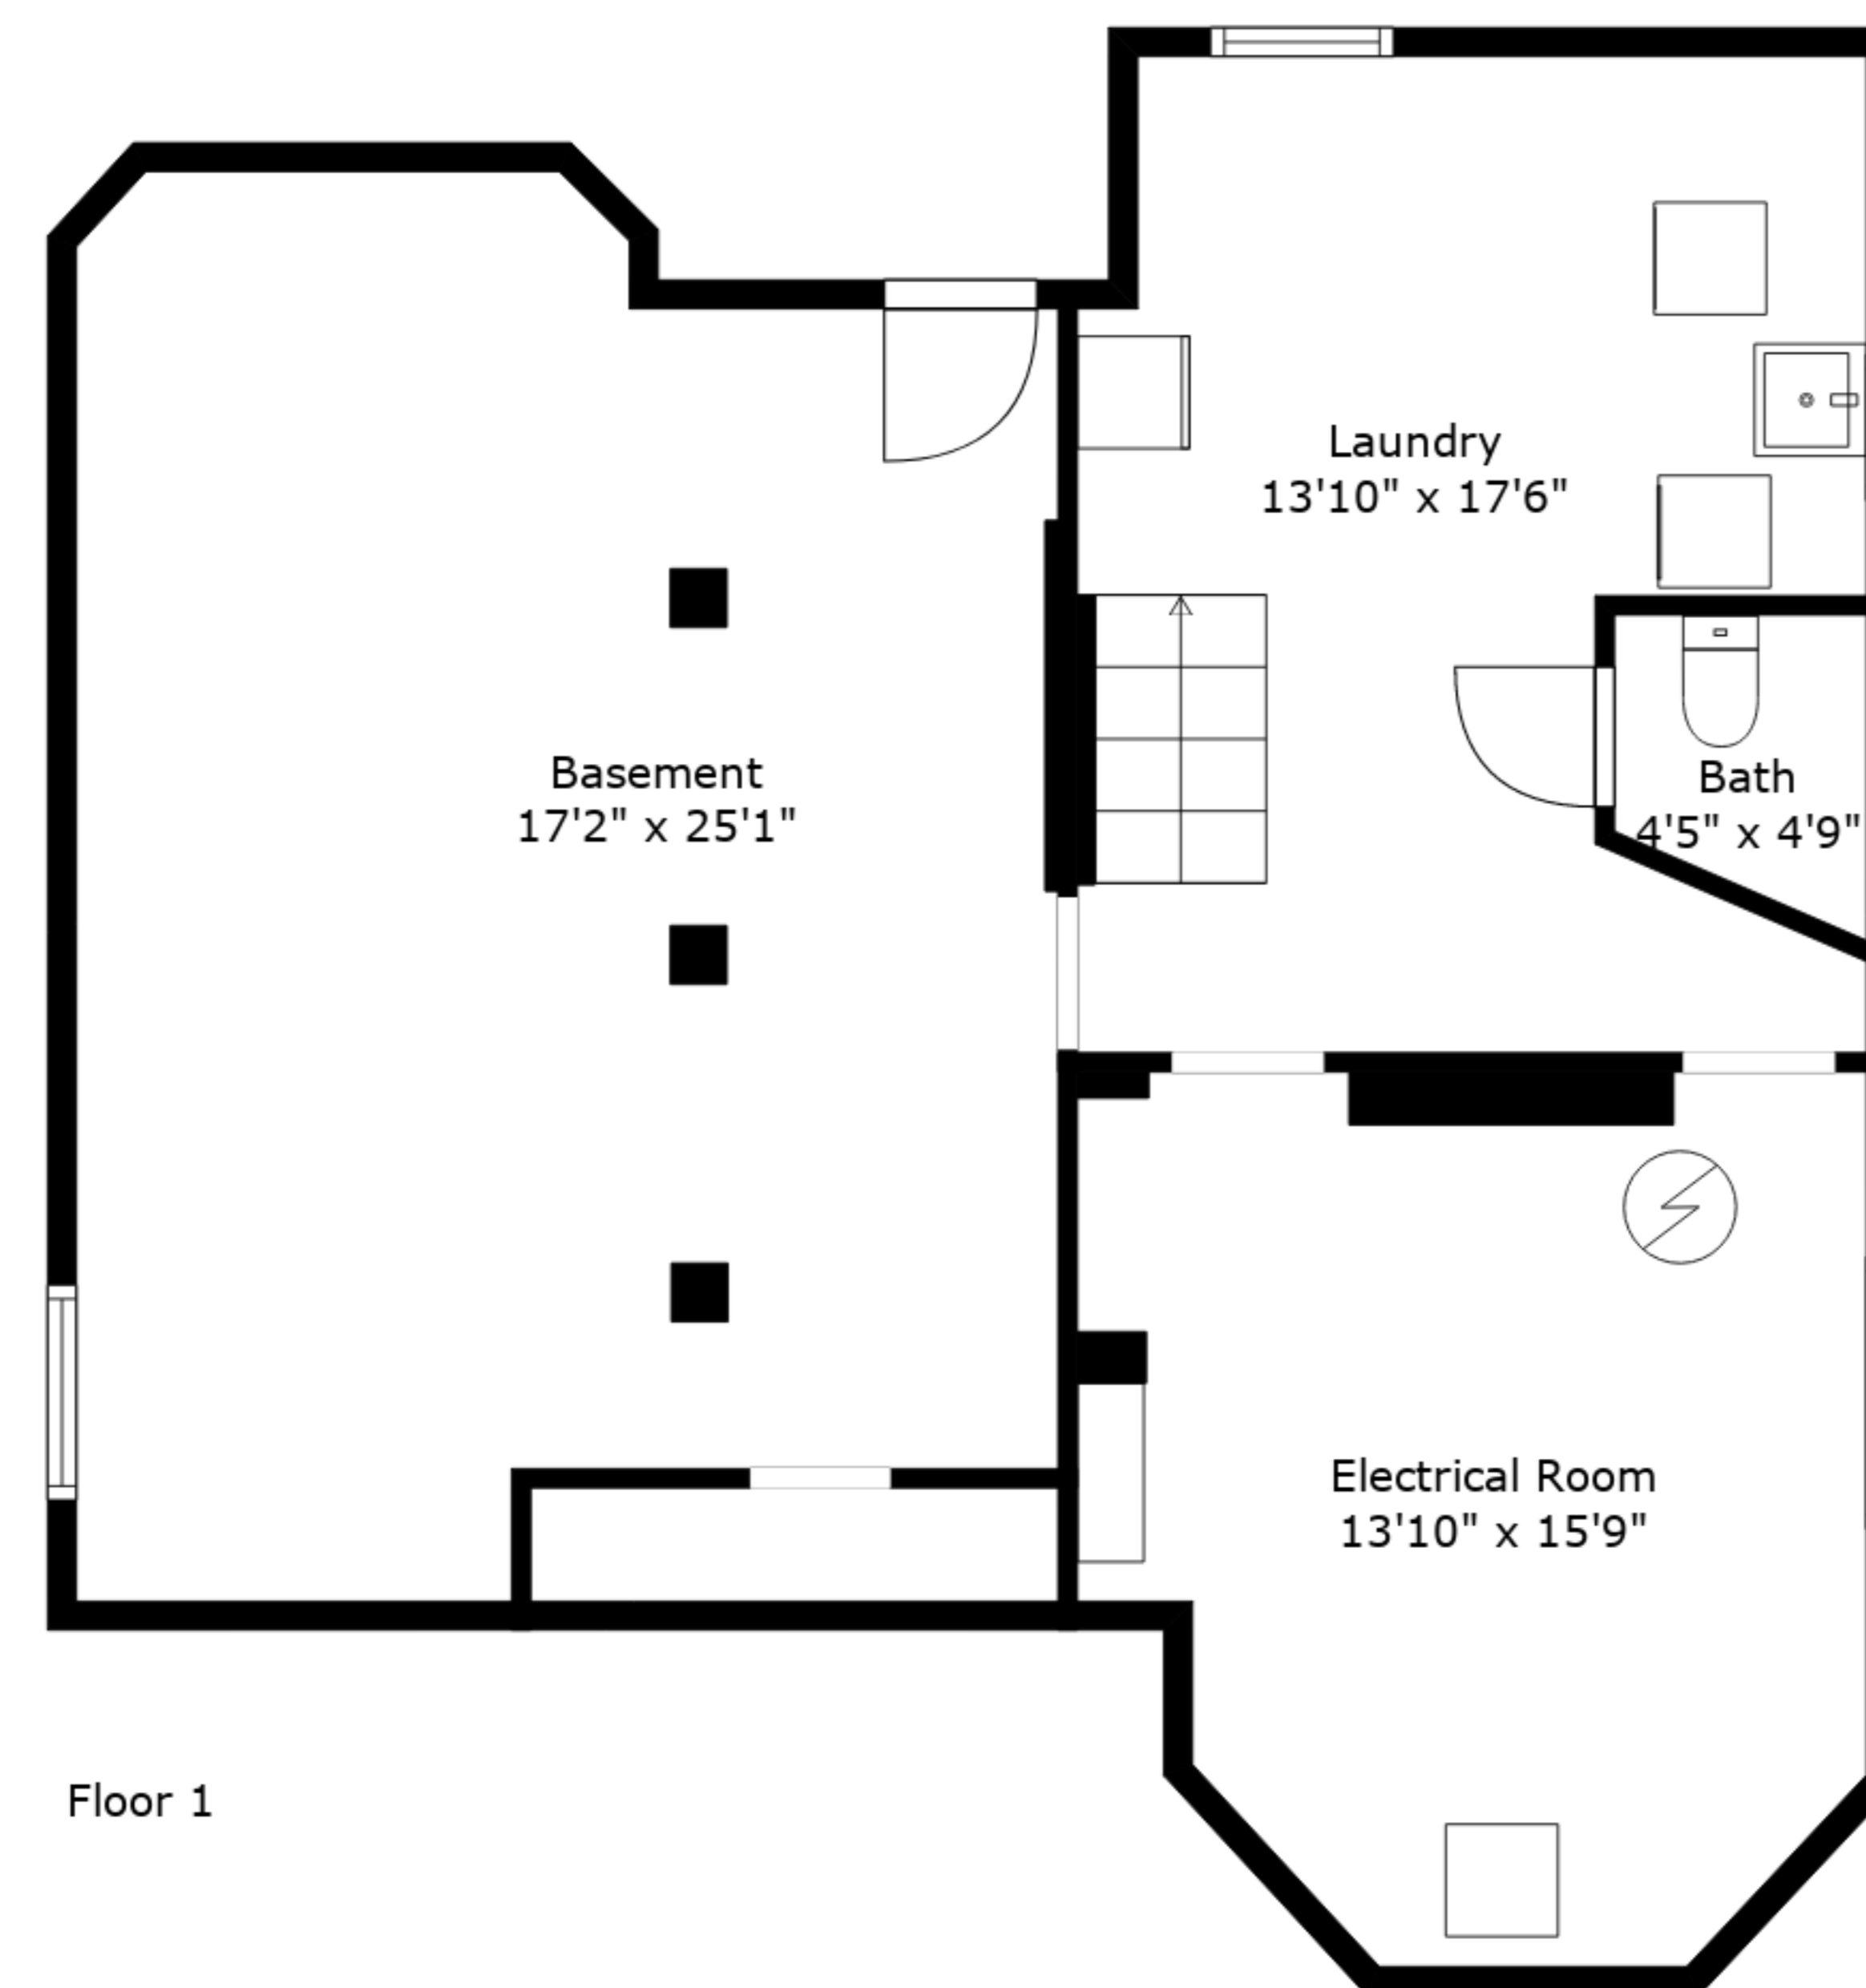 Laundry
13'10" x 17'6"
Basement
17'2" x 25'1"
Bath
4'5" x 4'9"
Electrical Room
13'10" x 15'9"
Floor 1